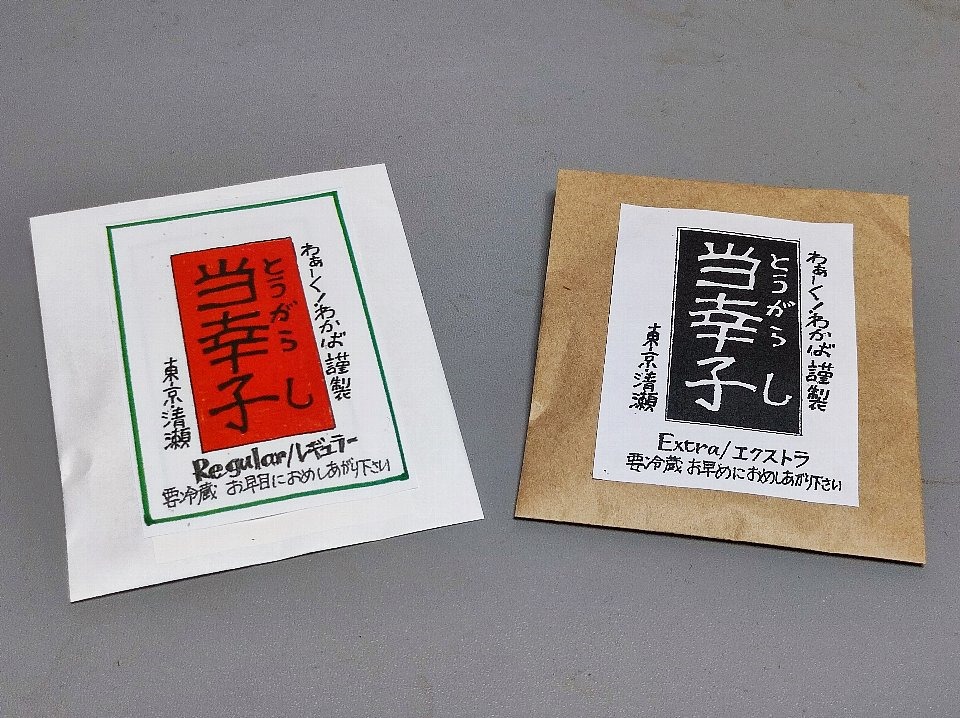 わぁーく！わかば謹製
とうがらし
当幸子
東京清瀬
Regular/レギュラー
要冷蔵 お早目におめしあがり下さい
わぁーく！わかば謹製
とうがらし
当幸子
東京清瀬
Extra/エクストラ
要冷蔵 お早めにおめしあがり下さい